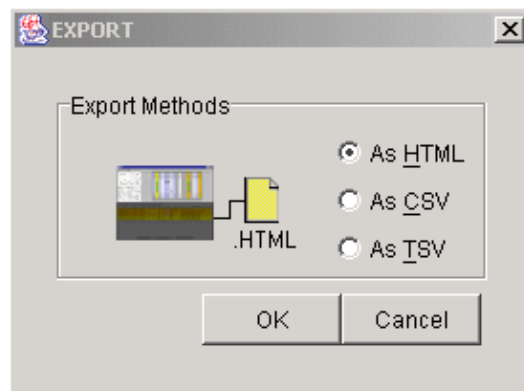 EXPORT
Export Methods
As HTML
.HTML
As CSV
As TSV
OK
Cancel